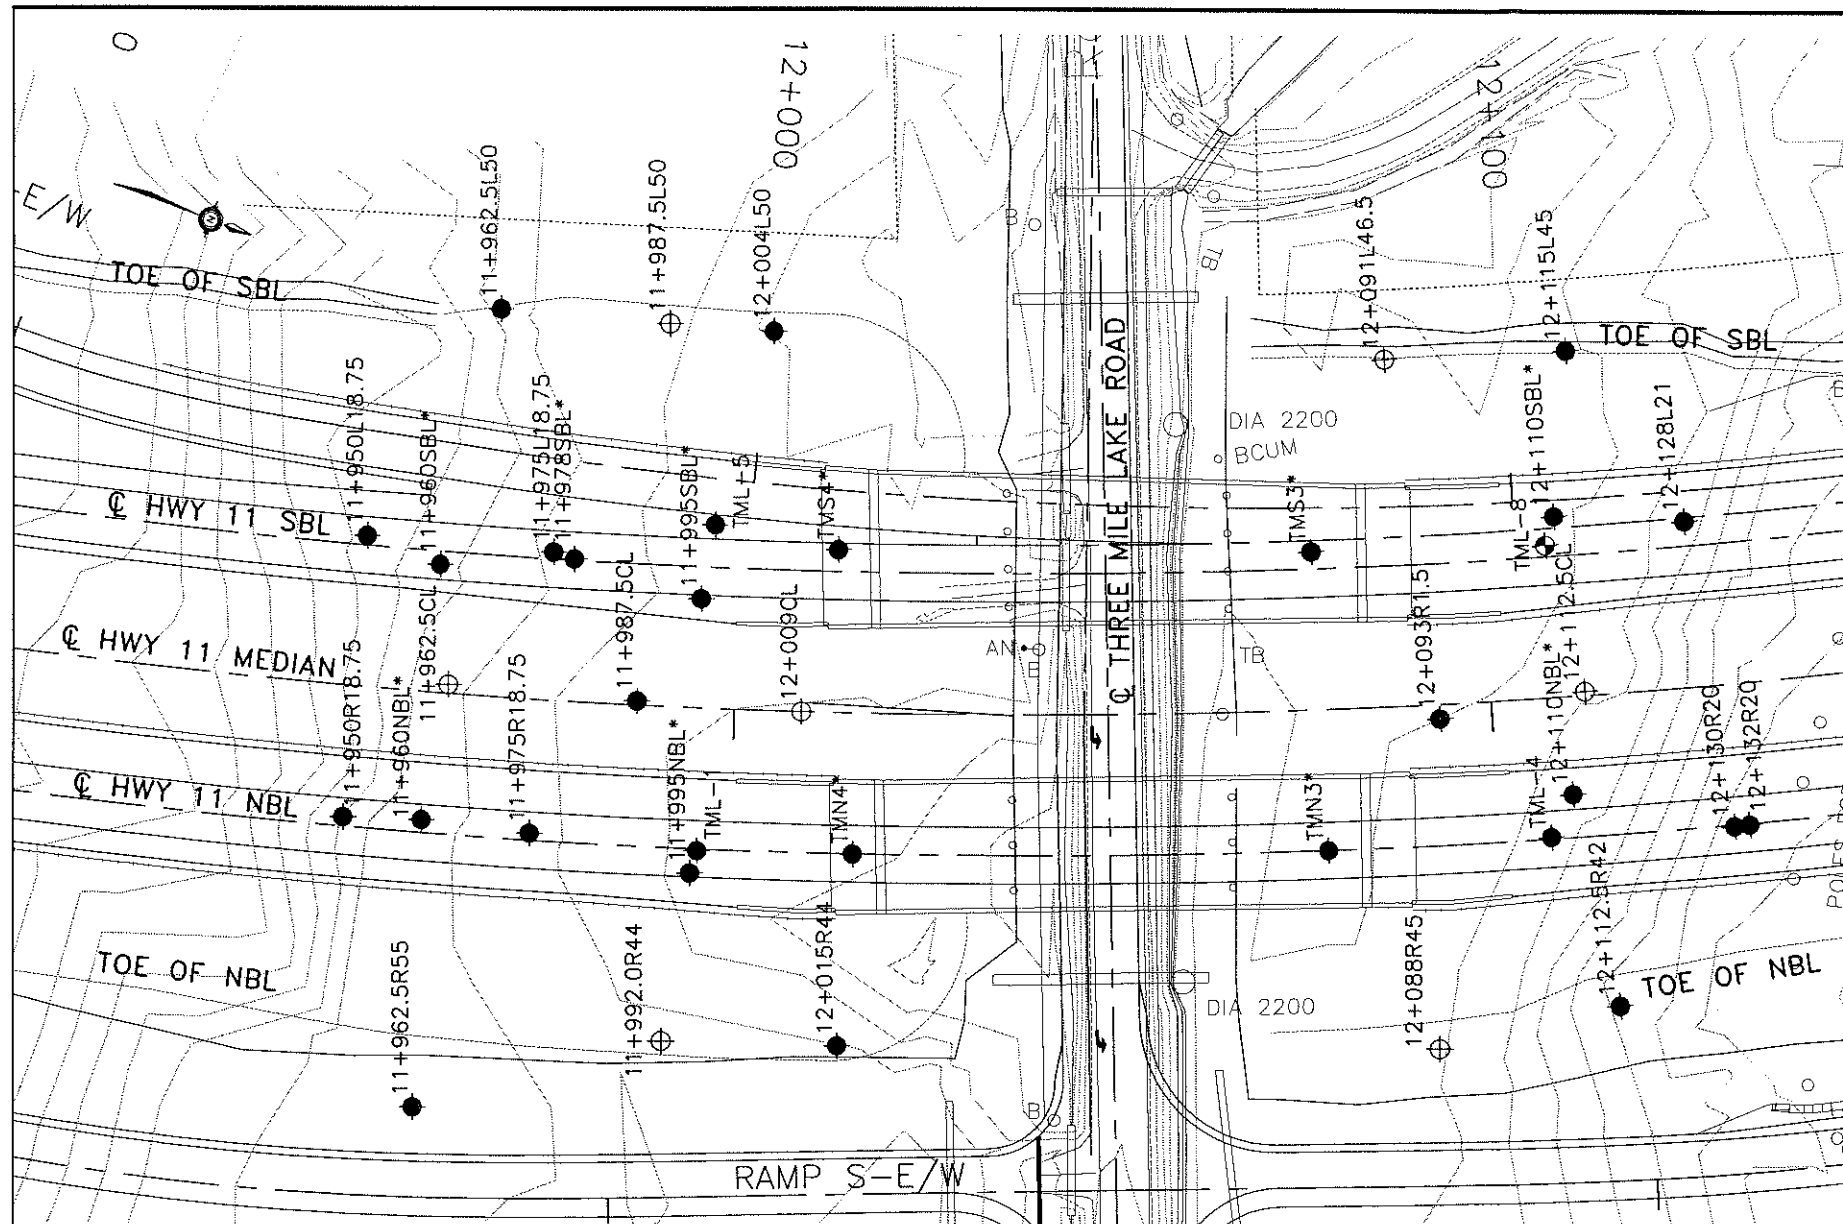 0
12+000
12+100
-E/W
N
TOE OF SBL
11+962.5L50
11+987.5L50
12+004L50
B
TB
12+091L46.5
12+115L45
TOE OF SBL
11+950L18.75
11+960SBL*
11+975L18.75
11+978SBL*
11+995SBL*
TML-5
TMS4*
DIA 2200
BCUM
TMS3*
TML-8
12+110SBL*
12+128L21
℄ HWY 11 SBL
℄ THREE MILE LAKE ROAD
℄ HWY 11 MEDIAN
11+962.5CL
11+987.5CL
12+009CL
AN
B
TB
12+093R1.5
12+112.5CL
11+950R18.75
11+960NBL*
11+975R18.75
11+995NBL*
TML-1
TMN4*
TMN3*
TML-4
12+110NBL*
12+130R20
12+132R20
℄ HWY 11 NBL
TOE OF NBL
11+962.5R55
11+992.0R44
12+015R44
DIA 2200
12+088R45
12+112.5R42
TOE OF NBL
B
RAMP S-E/W